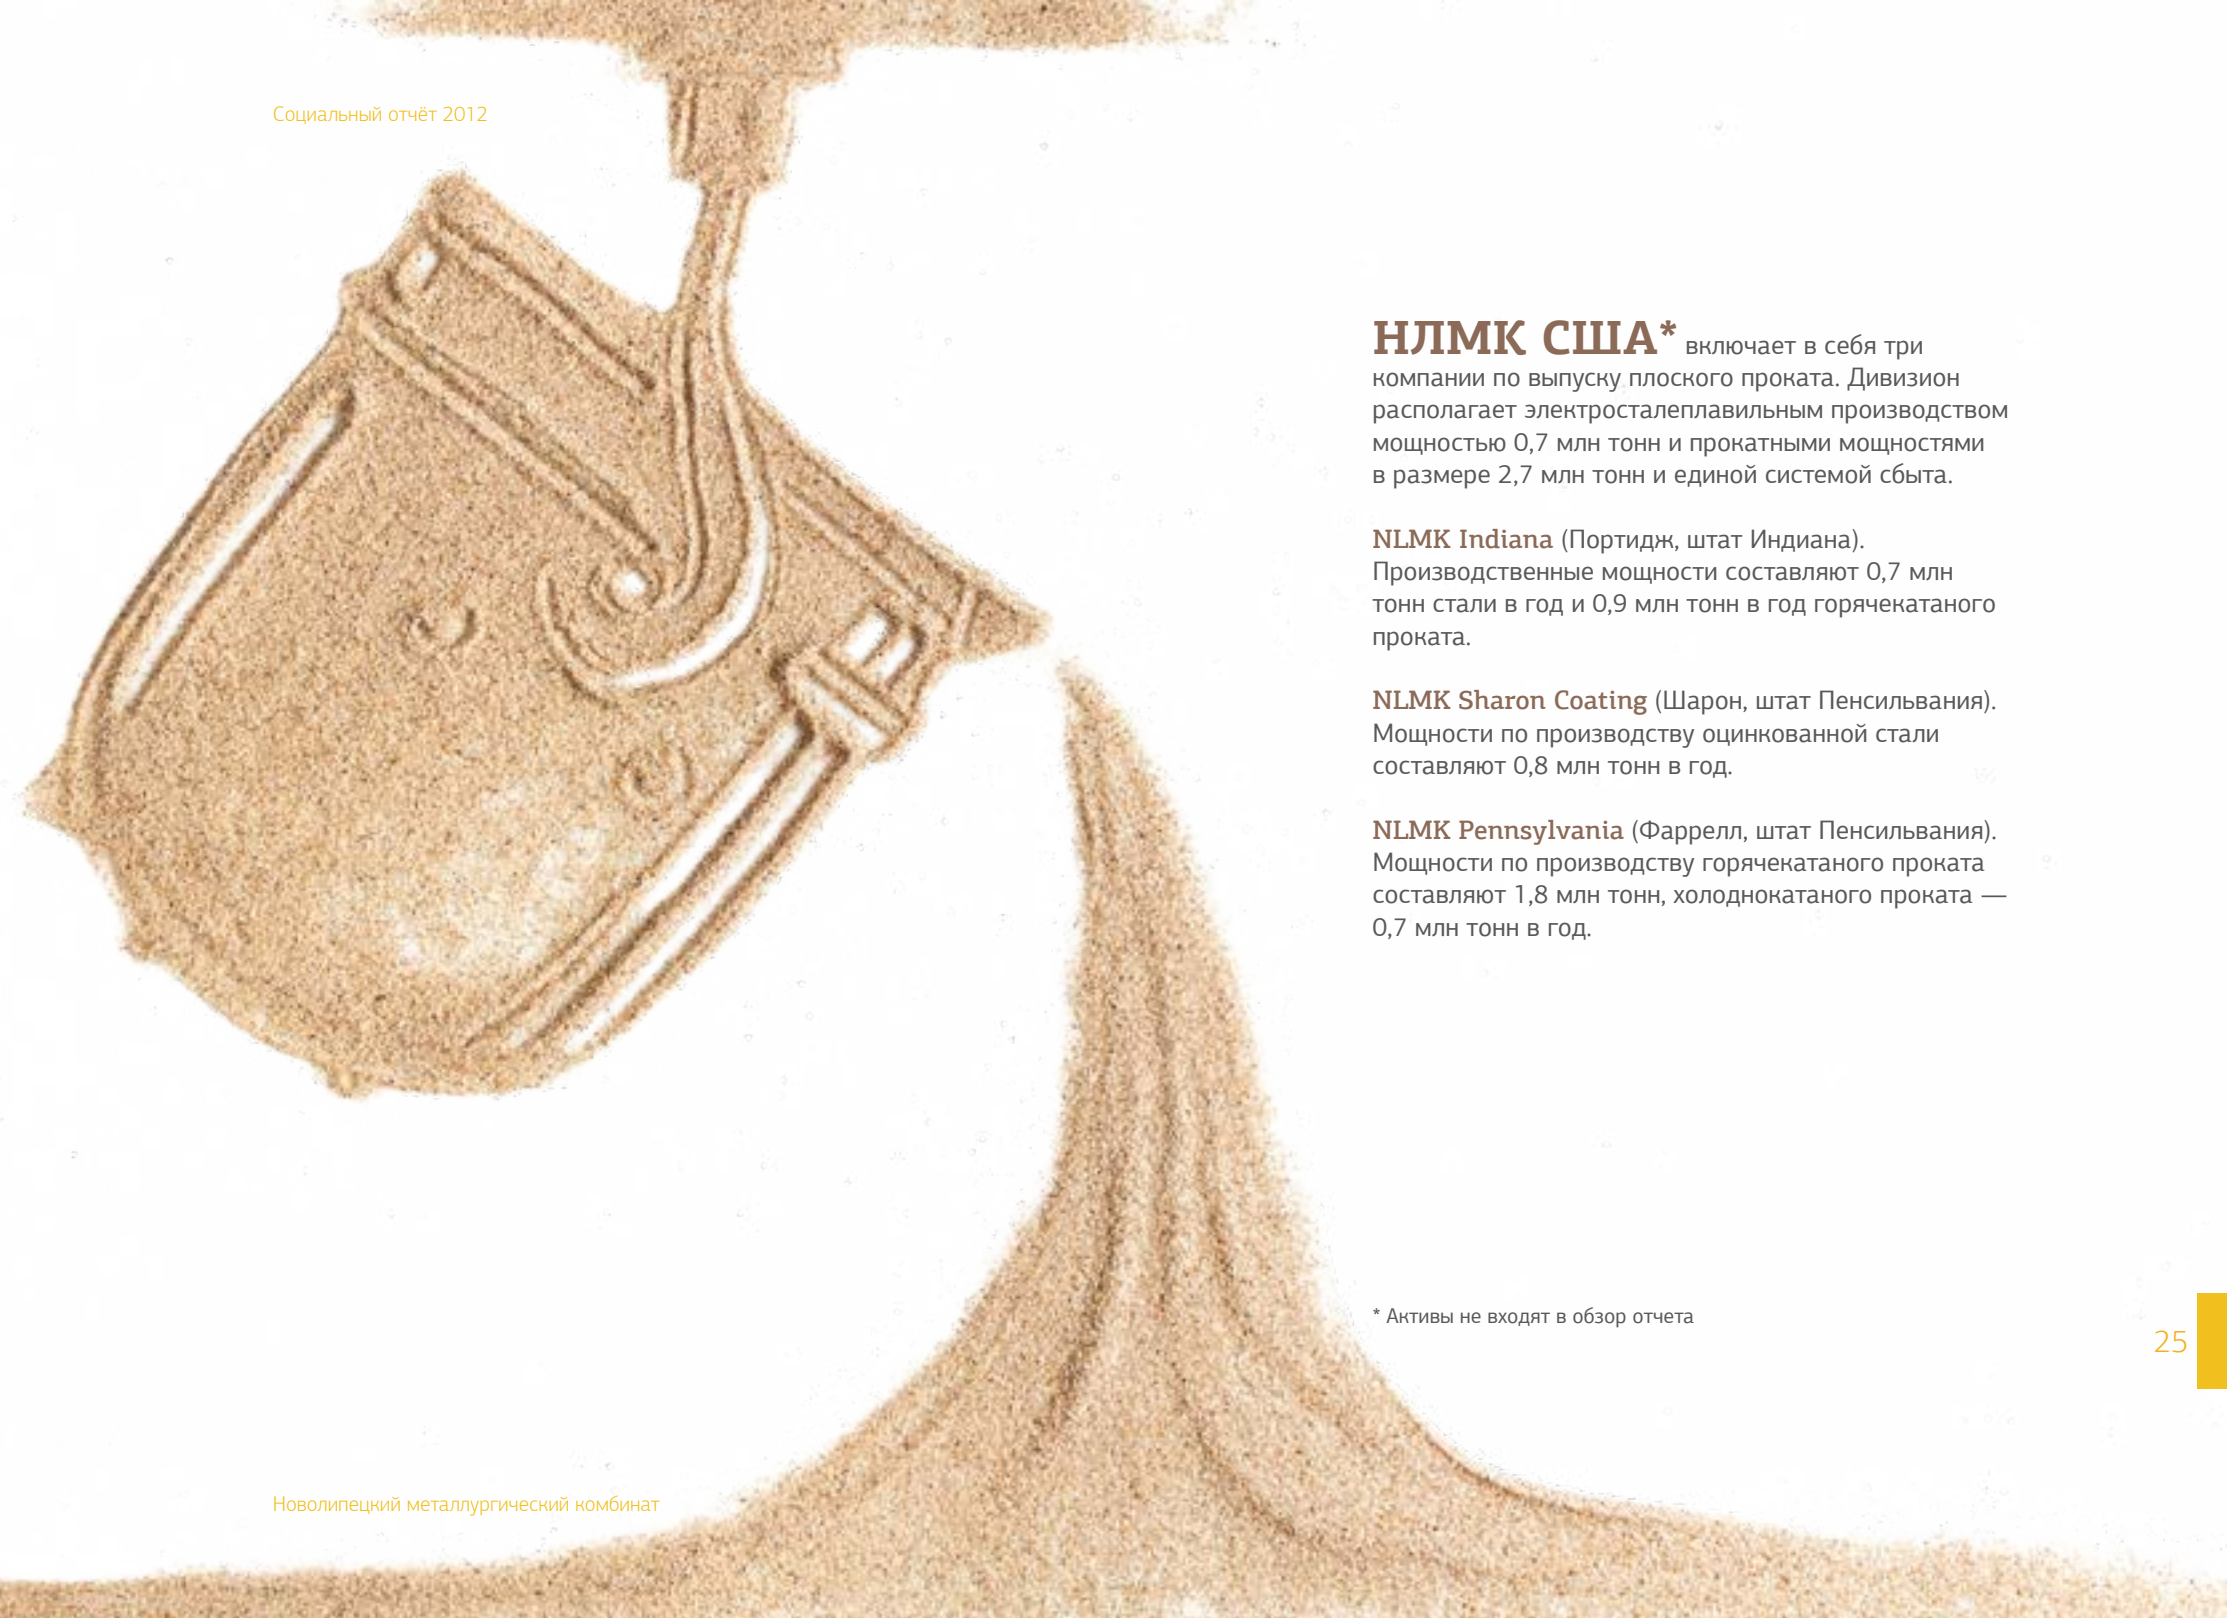 Социальный отчёт 2012
НЛМК США* включает в себя три
компании по выпуску плоского проката. Дивизион
располагает электросталеплавильным производством
мощностью 0,7 млн тонн и прокатными мощностями
в размере 2,7 млн тонн и единой системой сбыта.
NLMK Indiana (Портидж, штат Индиана).
Производственные мощности составляют 0,7 млн
тонн стали в год и 0,9 млн тонн в год горячекатаного
проката.
NLMK Sharon Coating (Шарон, штат Пенсильвания).
Мощности по производству оцинкованной стали
составляют 0,8 млн тонн в год.
NLMK Pennsylvania (Фаррелл, штат Пенсильвания).
Мощности по производству горячекатаного проката
составляют 1,8 млн тонн, холоднокатаного проката —
0,7 млн тонн в год.
* Активы не входят в обзор отчета
25
Новолипецкий металлургический комбинат